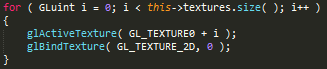 for ( GLuint i = 0; i < this->textures.size( ); i++ )
{
    glActiveTexture( GL_TEXTURE0 + i );
    glBindTexture( GL_TEXTURE_2D, 0 );
}